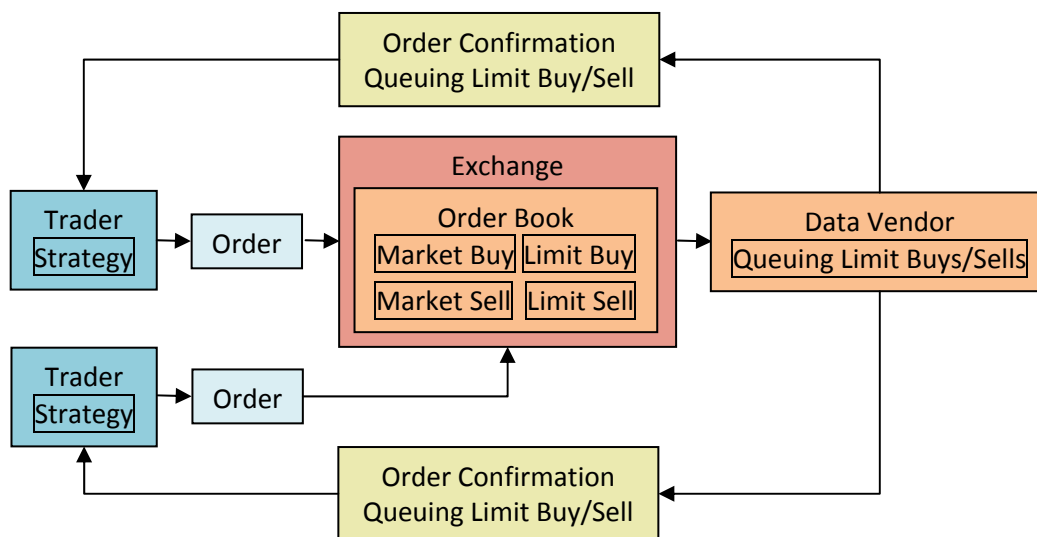 Order Confirmation
Queuing Limit Buy/Sell
Exchange
Order Book
Market Buy Limit Buy
Market Sell Limit Sell
Trader
Strategy
Order
Data Vendor
Queuing Limit Buys/Sells
Trader
Strategy
Order
Order Confirmation
Queuing Limit Buy/Sell